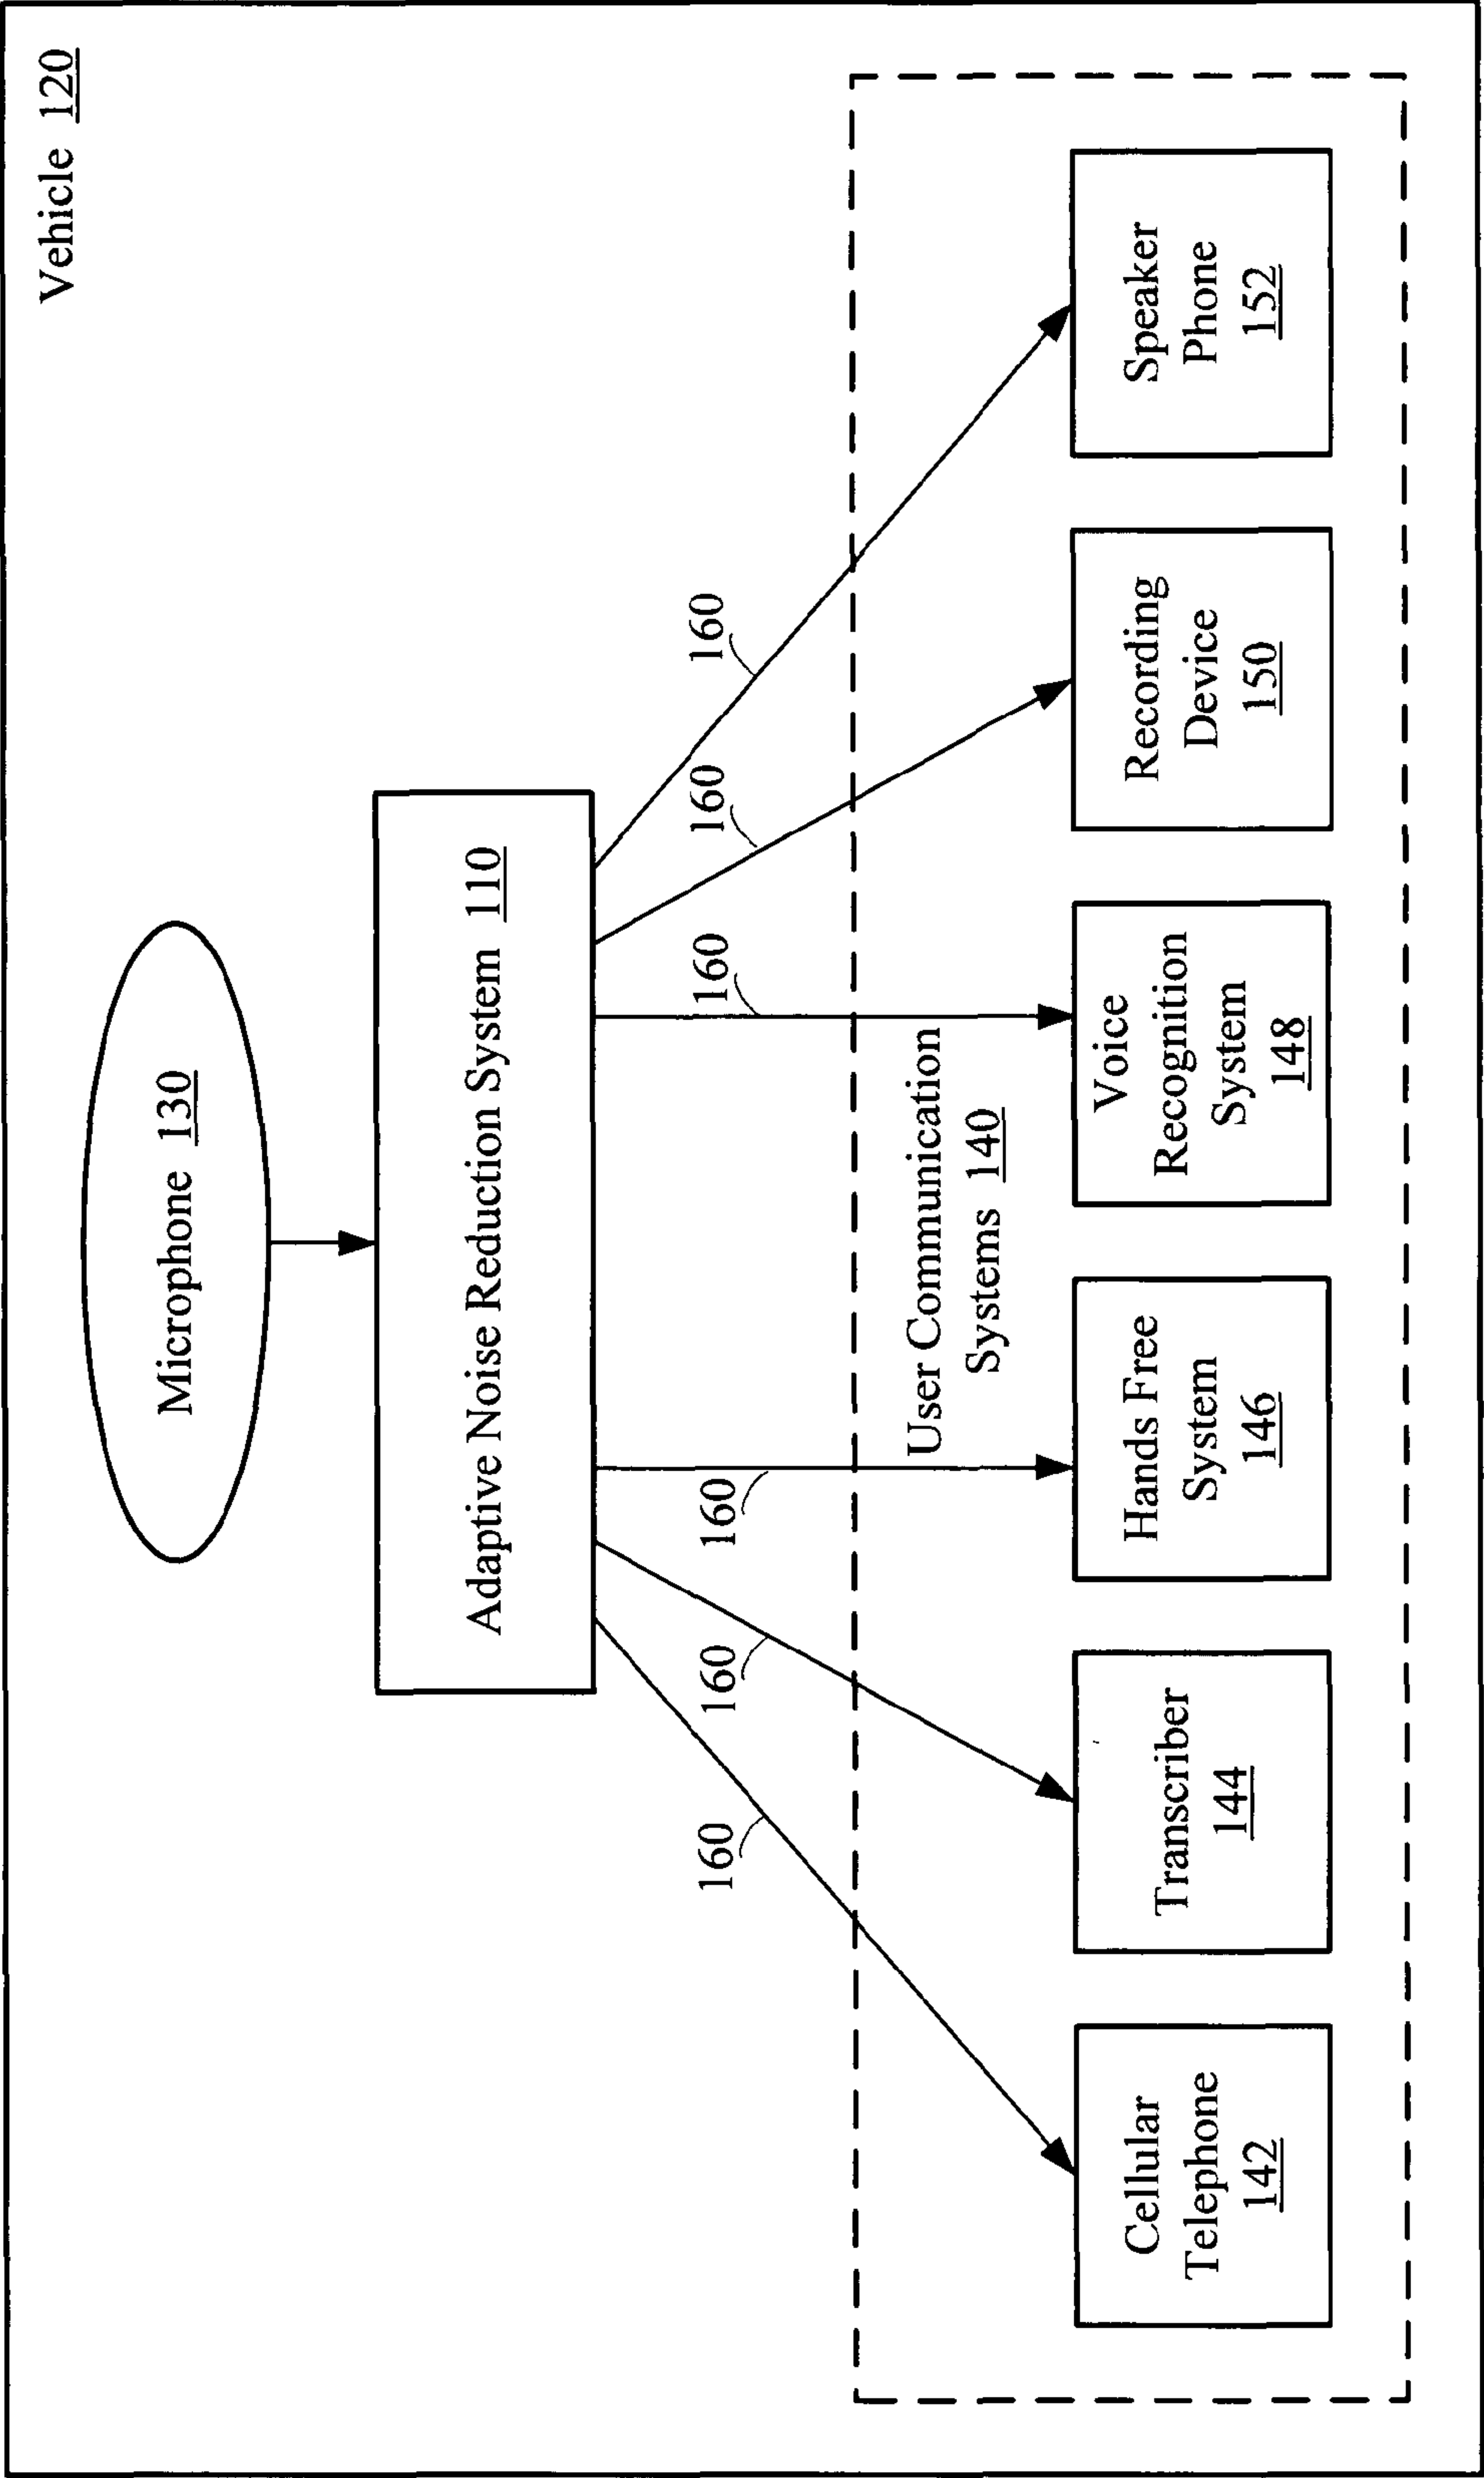 Vehicle 120
Microphone 130
Adaptive Noise Reduction System 110
160
160
160
160
160
160
User Communication
Systems 140
Cellular
Telephone
142
Transcriber
144
Hands Free
System
146
Voice
Recognition
System
148
Recording
Device
150
Speaker
Phone
152